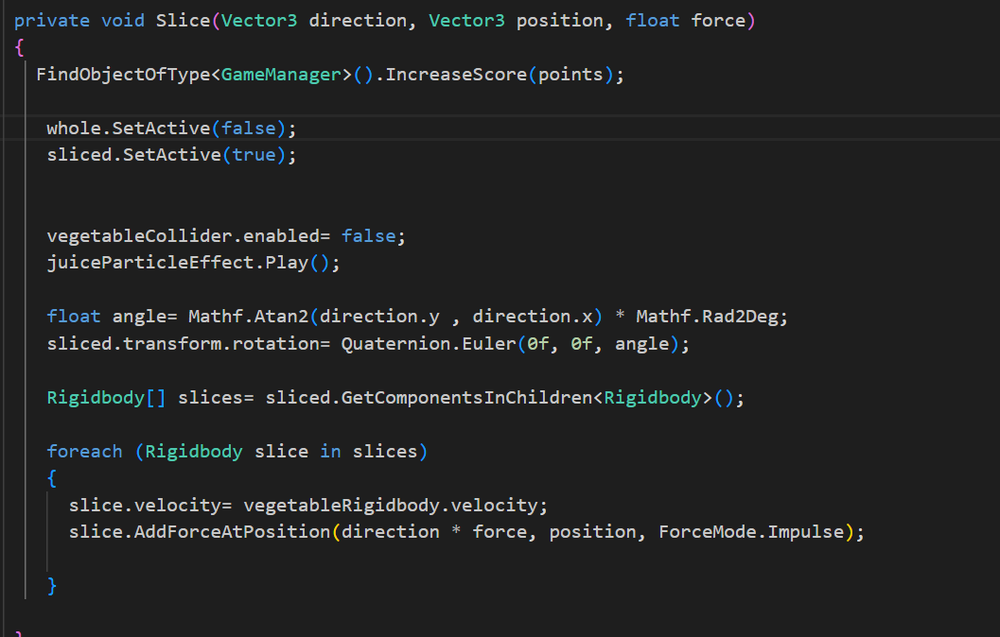 private void Slice(Vector3 direction, Vector3 position, float force)
{
FindObjectOfType<GameManager>().IncreaseScore(points);
whole.SetActive(false);
sliced.SetActive(true);
vegetableCollider.enabled= false;
juiceParticleEffect.Play();
float angle= Mathf.Atan2(direction.y , direction.x) * Mathf.Rad2Deg;
sliced.transform.rotation= Quaternion.Euler(0f, 0f, angle);
Rigidbody[] slices= sliced.GetComponentsInChildren<Rigidbody>();
foreach (Rigidbody slice in slices)
{
slice.velocity= vegetableRigidbody.velocity;
slice.AddForceAtPosition(direction * force, position, ForceMode.Impulse);
}
}